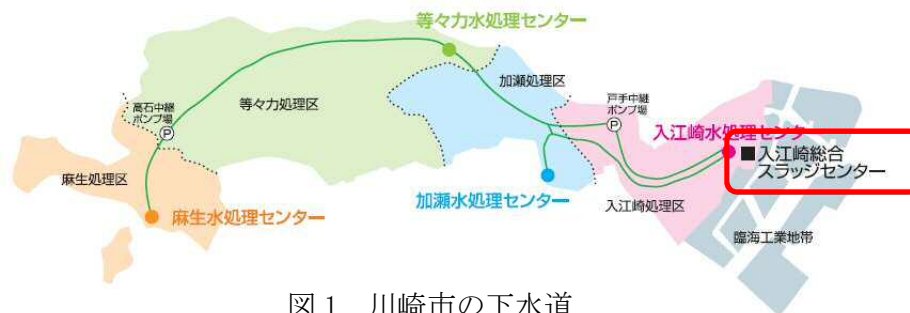 等々力水処理センター
加瀬処理区
高石中継
ポンプ場
P
等々力処理区
戸手中継
ポンプ場
P
入江崎水処理センタ
■入江崎総合
スラッジセンター
麻生処理区
麻生水処理センター
加瀬水処理センター
入江崎処理区
臨海工業地帯
図1 川崎市の下水道